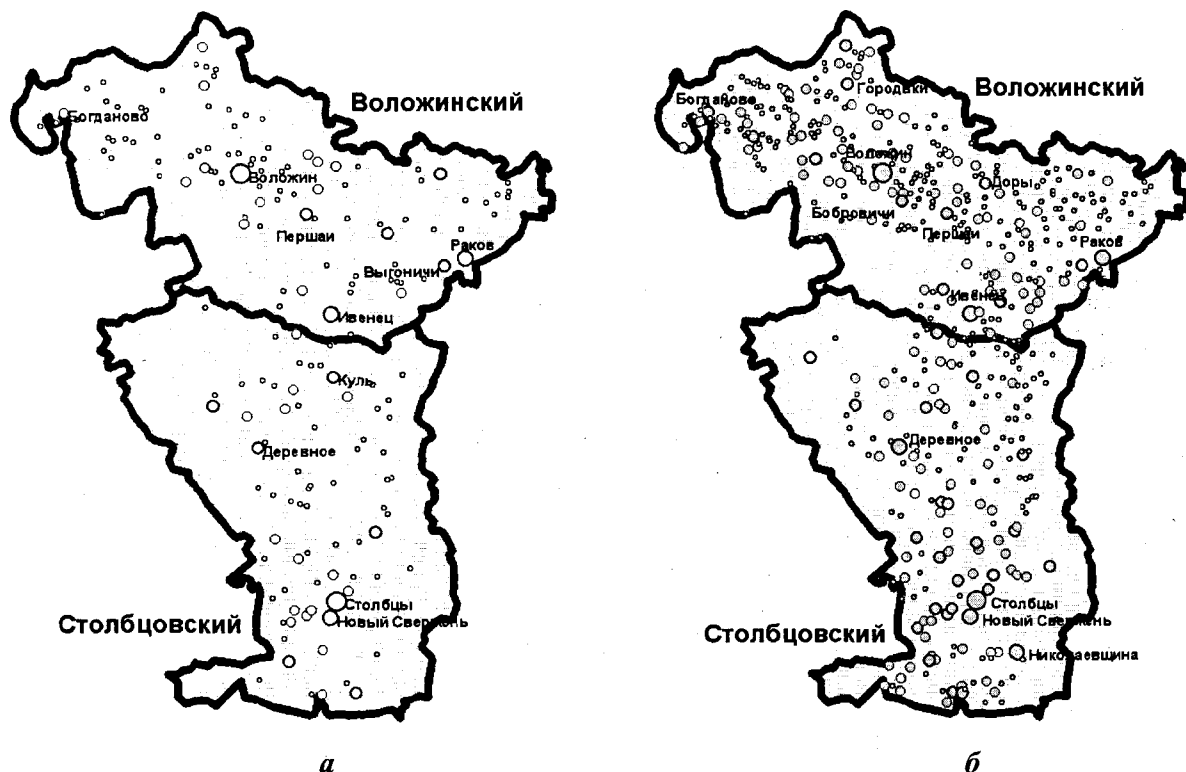 Воложинский
Богданово
Воложин
Першаи
Раков
Выгоничи
Ивенец
Куль
Деревное
Столбцы
Новый Свержень
Столбцовский
а
Воложинский
Городьки
Богданово
Воложин
Доры
Бобровичи
Першаи
Раков
Ивенец
Деревное
Столбцы
Новый Свержень
Столбцовский
Николаевщина
б